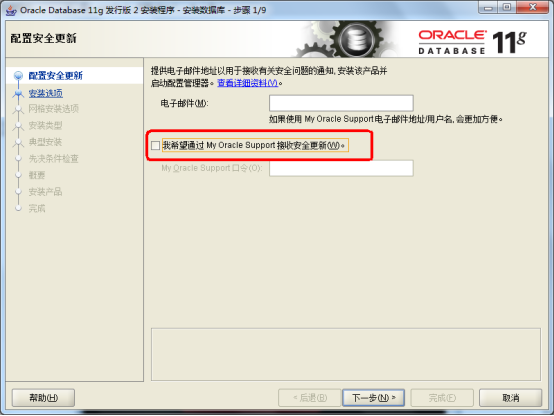 Oracle Database 11g 发行版 2 安装程序 - 安装数据库 - 步骤 1/9
配置安全更新
ORACLE
DATABASE
11g
配置安全更新
安装选项
网格安装选项
安装类型
典型安装
先决条件检查
概要
安装产品
完成
提供电子邮件地址以用于接收有关安全问题的通知, 安装该产品并
启动配置管理器。查看详细资料(V)。
电子邮件(M):
如果使用 My Oracle Support电子邮件地址/用户名, 会更加方便。
我希望通过 My Oracle Support 接收安全更新(W)。
My Oracle Support 口令(O):
帮助(H)
< 后退(B)
下一步(N) >
完成(F)
取消